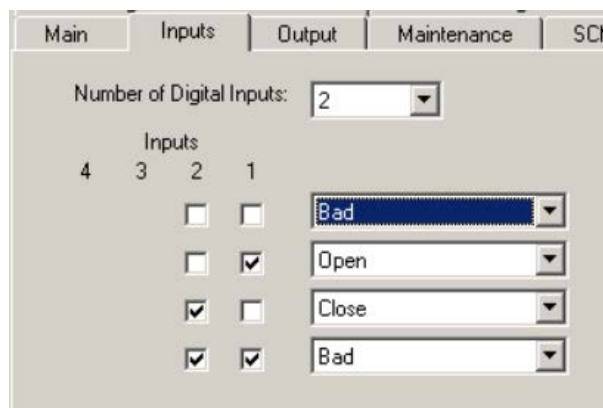 Main Inputs Output Maintenance
Number of Digital Inputs: 2
Inputs
4 3 2 1
Bad
Open
Close
Bad